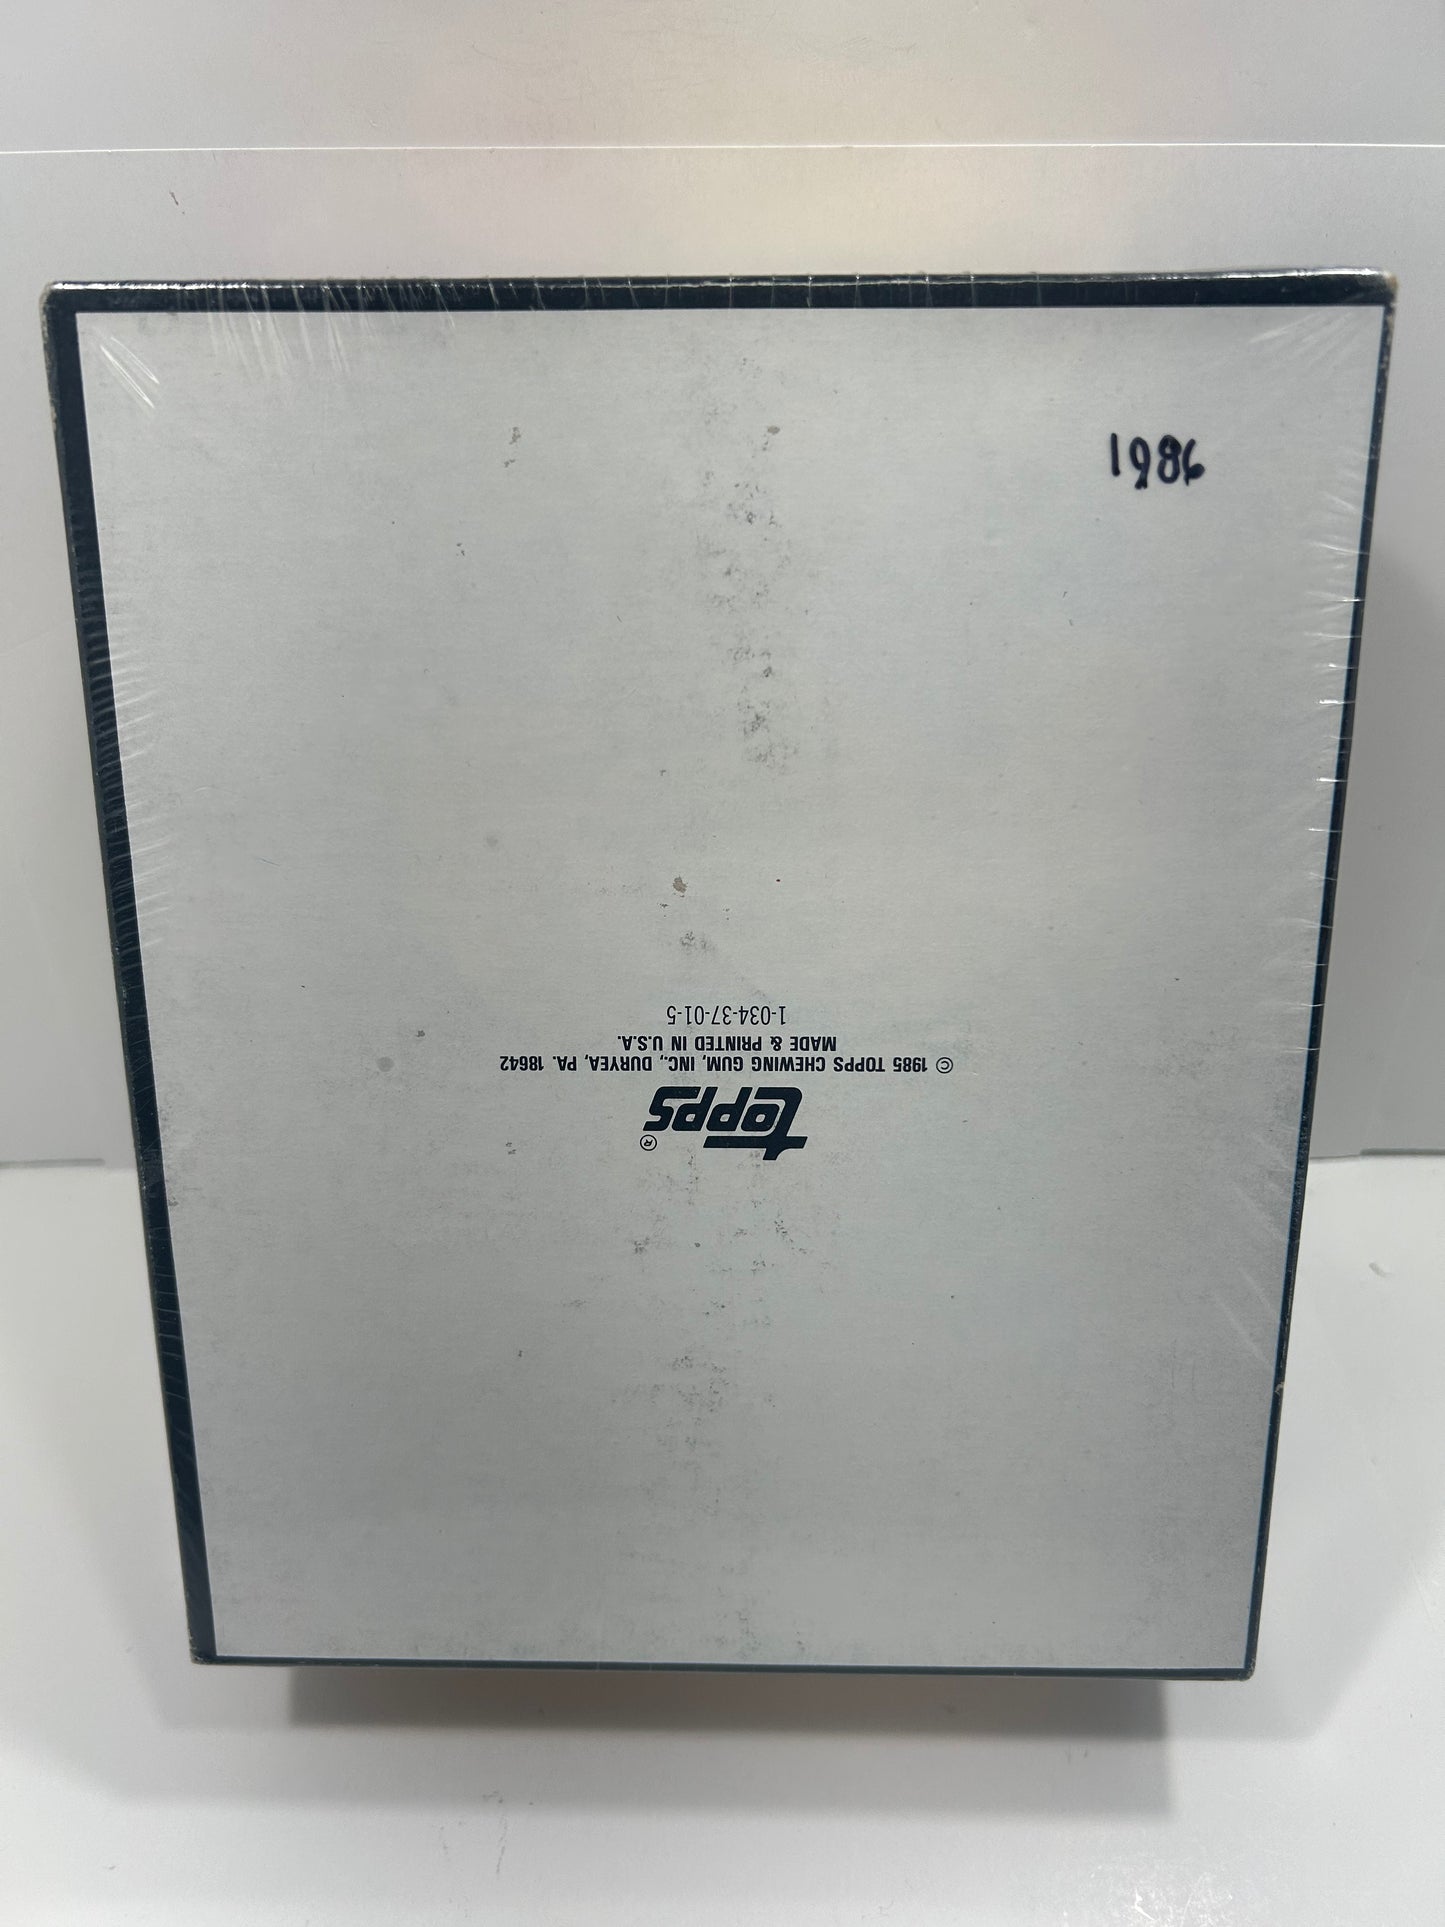 1986
topps®
© 1985 TOPPS CHEWING GUM, INC., DURYEA, PA. 18642
MADE & PRINTED IN U.S.A.
1-034-37-01-5